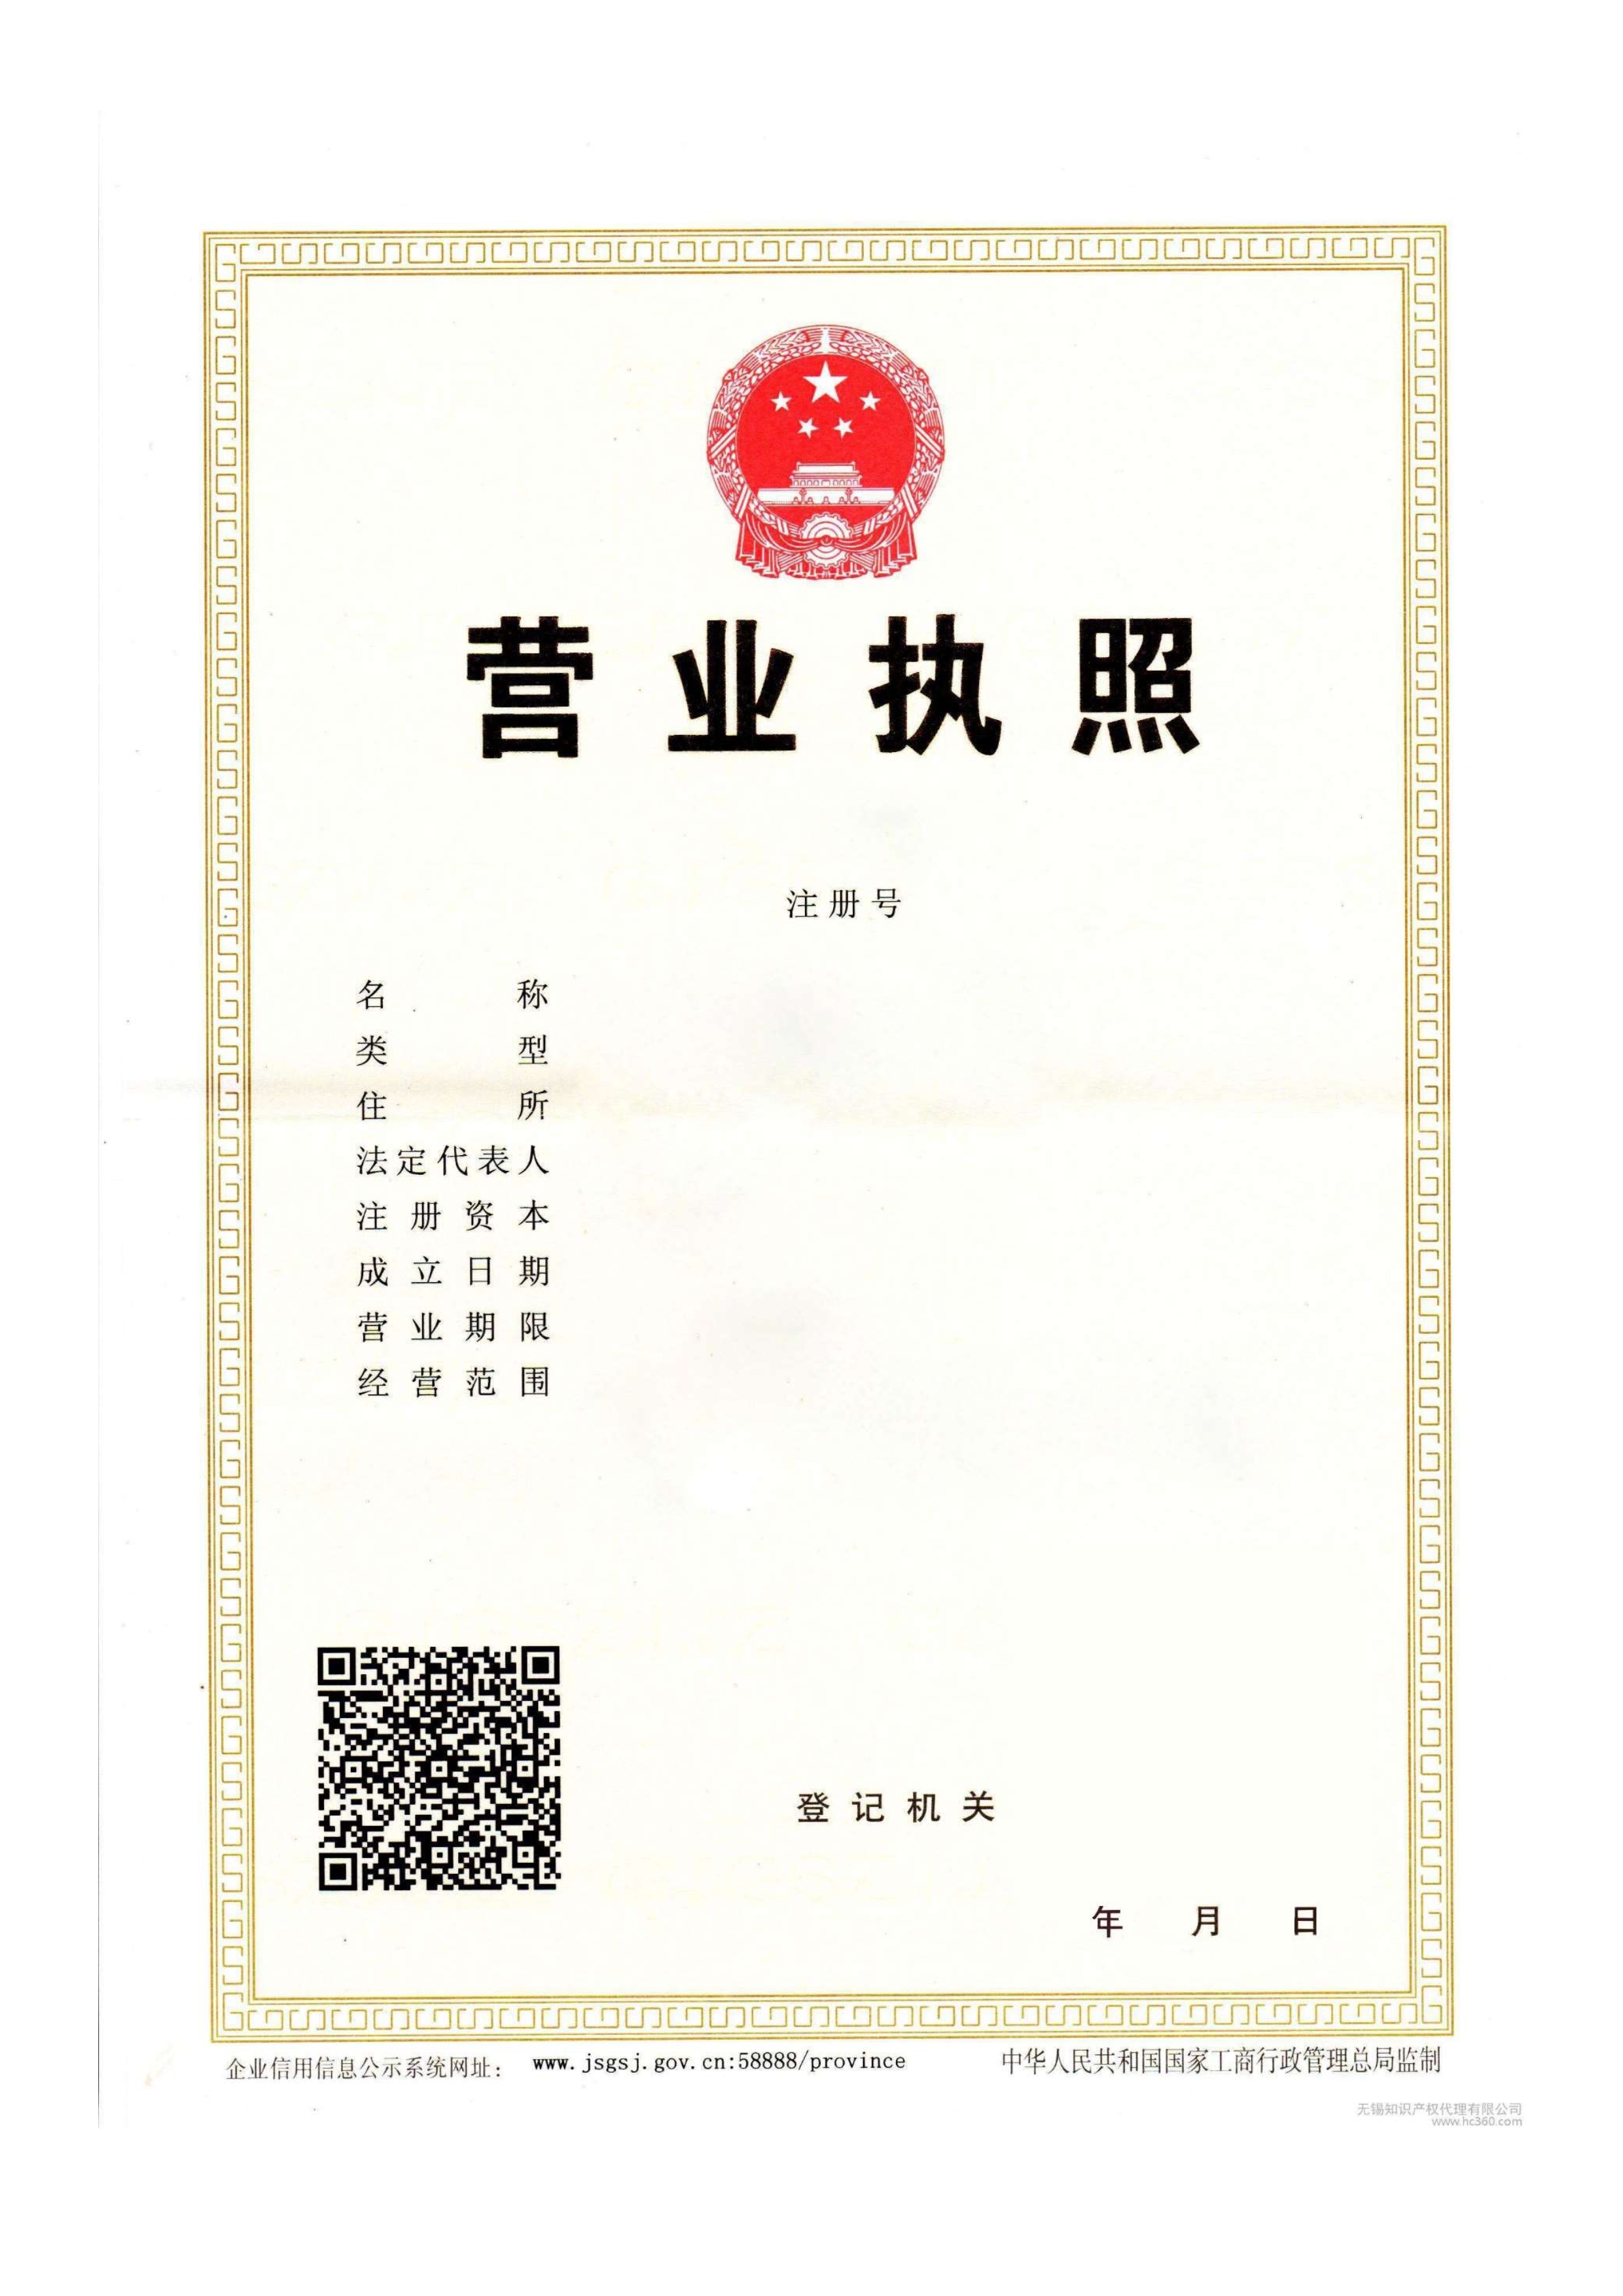 营业执照
注册号
名称
类型
住所
法定代表人
注册资本
成立日期
营业期限
经营范围
登记机关
年 月 日
企业信用信息公示系统网址： www.jsgsj.gov.cn:58888/province 中华人民共和国国家工商行政管理总局监制
无锡知识产权代理有限公司
www.hc360.com